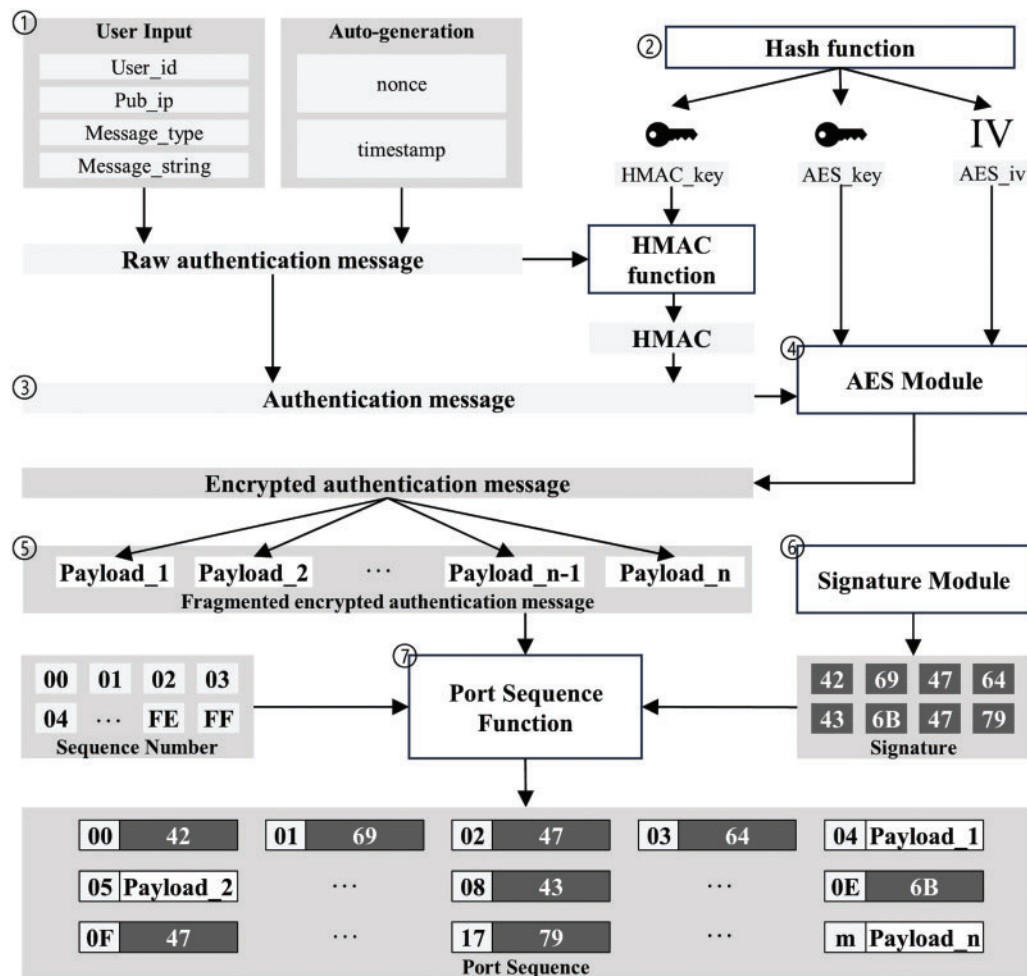 ①
User Input
User_id
Pub_ip
Message_type
Message_string
Auto-generation
nonce
timestamp
②
Hash function
HMAC_key
AES_key
IV
AES_iv
Raw authentication message
HMAC
function
HMAC
③
Authentication message
④
AES Module
Encrypted authentication message
⑤
Payload_1 Payload_2 ... Payload_n-1 Payload_n
Fragmented encrypted authentication message
⑥
Signature Module
00 01 02 03
04 ... FE FF
Sequence Number
⑦
Port Sequence
Function
42 69 47 64
43 6B 47 79
Signature
00 42 01 69 02 47 03 64 04 Payload_1
05 Payload_2 ... 08 43 ... 0E 6B
0F 47 ... 17 79 ... m Payload_n
Port Sequence